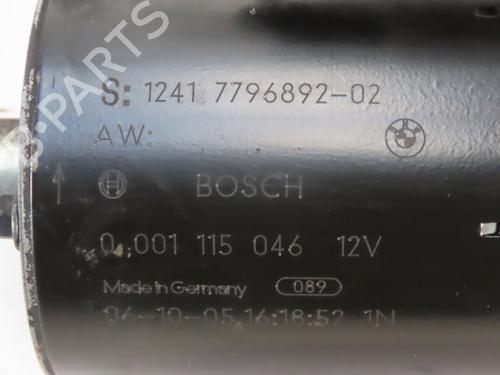 S: 1241 7796892-02
AW:
BOSCH
0 001 115 046 12V
Made in Germany 089
06-10-05 16:18:52 1N
B-PARTS